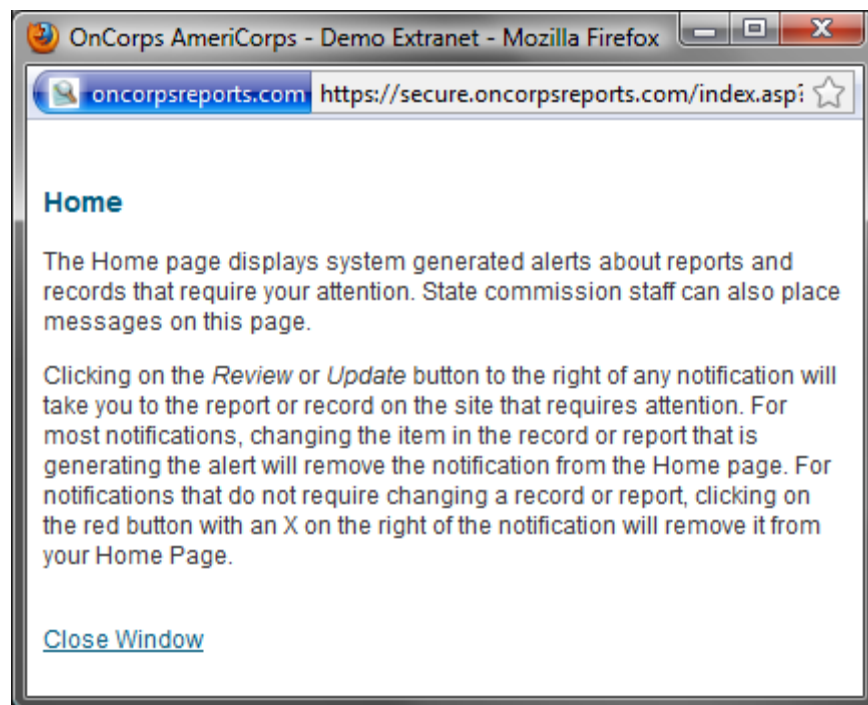 OnCorps AmeriCorps - Demo Extranet - Mozilla Firefox
oncorpsreports.com https://secure.oncorpsreports.com/index.asp?
Home
The Home page displays system generated alerts about reports and
records that require your attention. State commission staff can also place
messages on this page.
Clicking on the Review or Update button to the right of any notification will
take you to the report or record on the site that requires attention. For
most notifications, changing the item in the record or report that is
generating the alert will remove the notification from the Home page. For
notifications that do not require changing a record or report, clicking on
the red button with an X on the right of the notification will remove it from
your Home Page.
Close Window